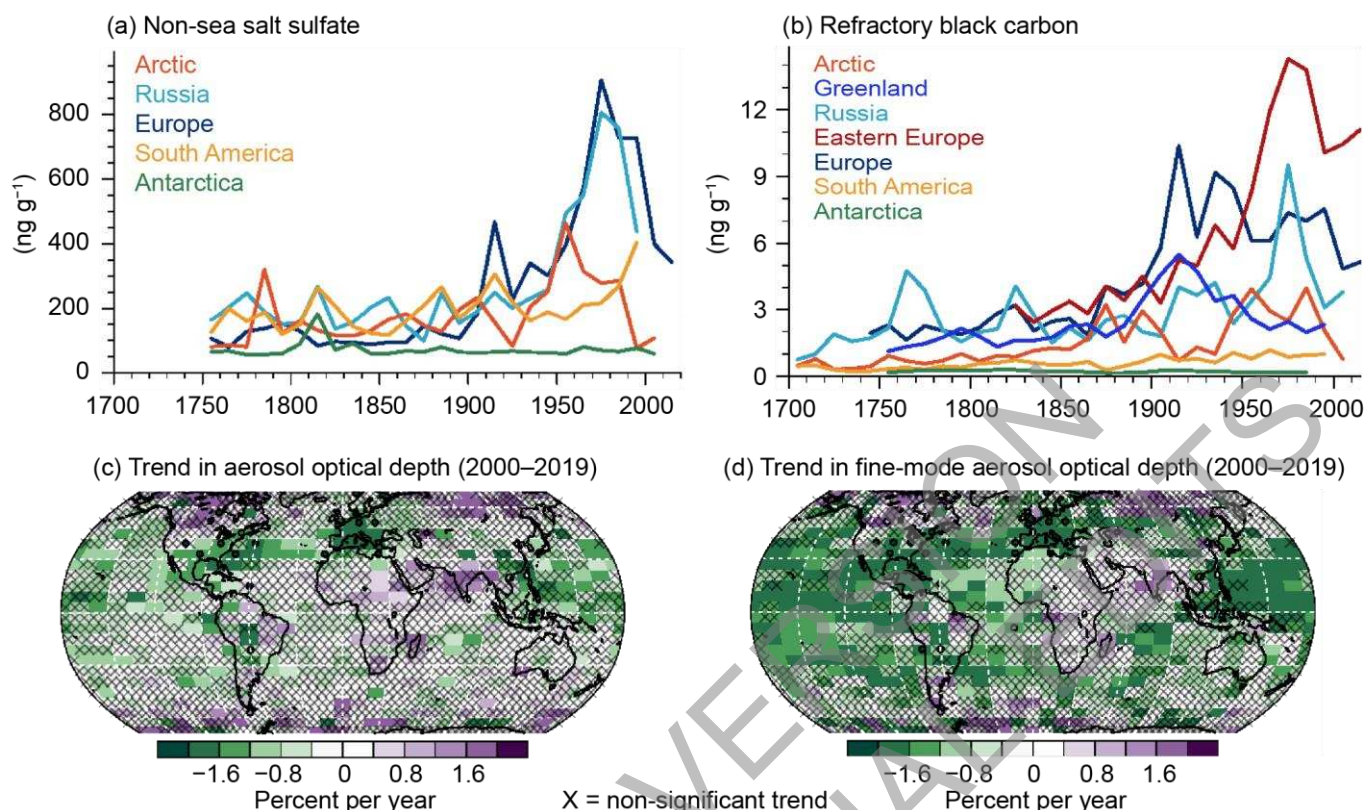 (a) Non-sea salt sulfate
(ng g⁻¹)
800
600
400
200
0
Arctic
Russia
Europe
South America
Antarctica
1700
1750
1800
1850
1900
1950
2000
(b) Refractory black carbon
(ng g⁻¹)
12
9
6
3
0
Arctic
Greenland
Russia
Eastern Europe
Europe
South America
Antarctica
1700
1750
1800
1850
1900
1950
2000
(c) Trend in aerosol optical depth (2000–2019)
−1.6 −0.8 0 0.8 1.6
Percent per year
(d) Trend in fine-mode aerosol optical depth (2000–2019)
−1.6 −0.8 0 0.8 1.6
Percent per year
X = non-significant trend